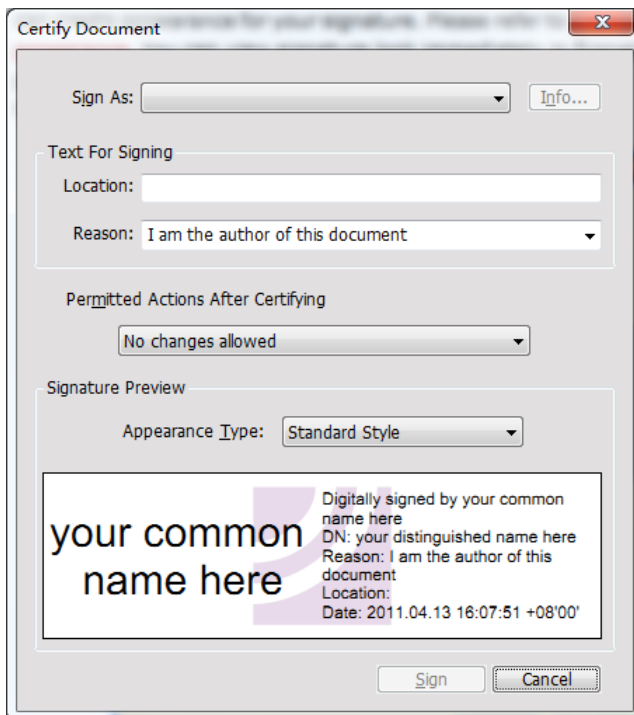 Certify Document
Sign As:
Info...
Text For Signing
Location:
Reason: I am the author of this document
Permitted Actions After Certifying
No changes allowed
Signature Preview
Appearance Type: Standard Style
your common
name here
Digitally signed by your common
name here
DN: your distinguished name here
Reason: I am the author of this
document
Location:
Date: 2011.04.13 16:07:51 +08'00'
Sign
Cancel